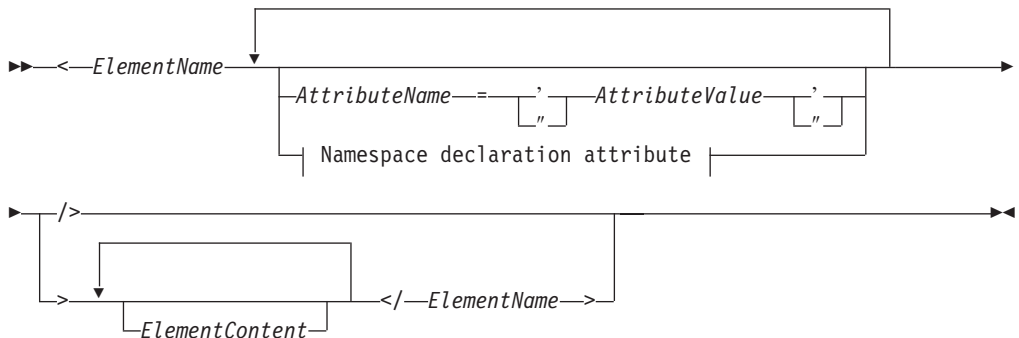 < ElementName
AttributeName = ’ AttributeValue ’
" "
Namespace declaration attribute
/>
> </ ElementName >
ElementContent